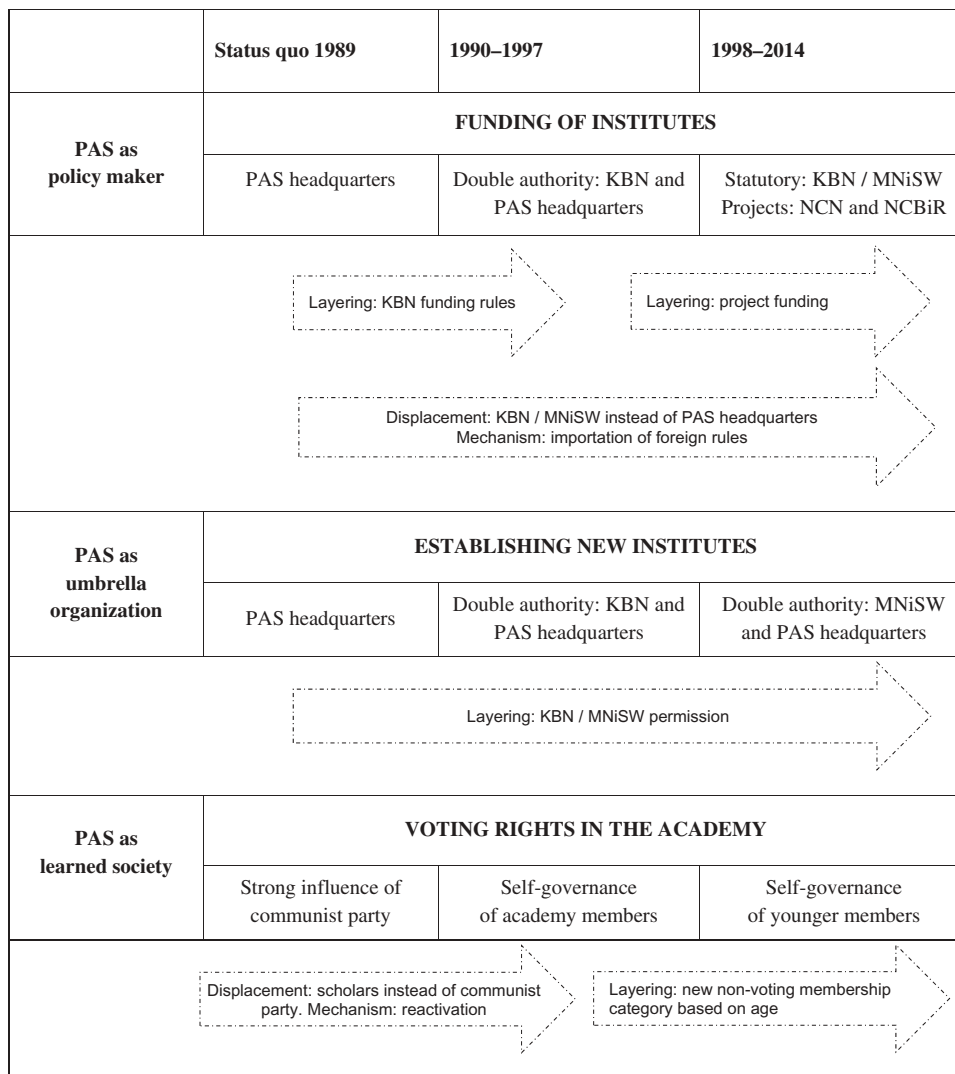 Status quo 1989
1990–1997
1998–2014
PAS as
policy maker
FUNDING OF INSTITUTES
PAS headquarters
Double authority: KBN and
PAS headquarters
Statutory: KBN / MNiSW
Projects: NCN and NCBiR
Layering: KBN funding rules
Layering: project funding
Displacement: KBN / MNiSW instead of PAS headquarters
Mechanism: importation of foreign rules
PAS as
umbrella
organization
ESTABLISHING NEW INSTITUTES
PAS headquarters
Double authority: KBN and
PAS headquarters
Double authority: MNiSW
and PAS headquarters
Layering: KBN / MNiSW permission
PAS as
learned society
VOTING RIGHTS IN THE ACADEMY
Strong influence of
communist party
Self-governance
of academy members
Self-governance
of younger members
Displacement: scholars instead of communist
party. Mechanism: reactivation
Layering: new non-voting membership
category based on age